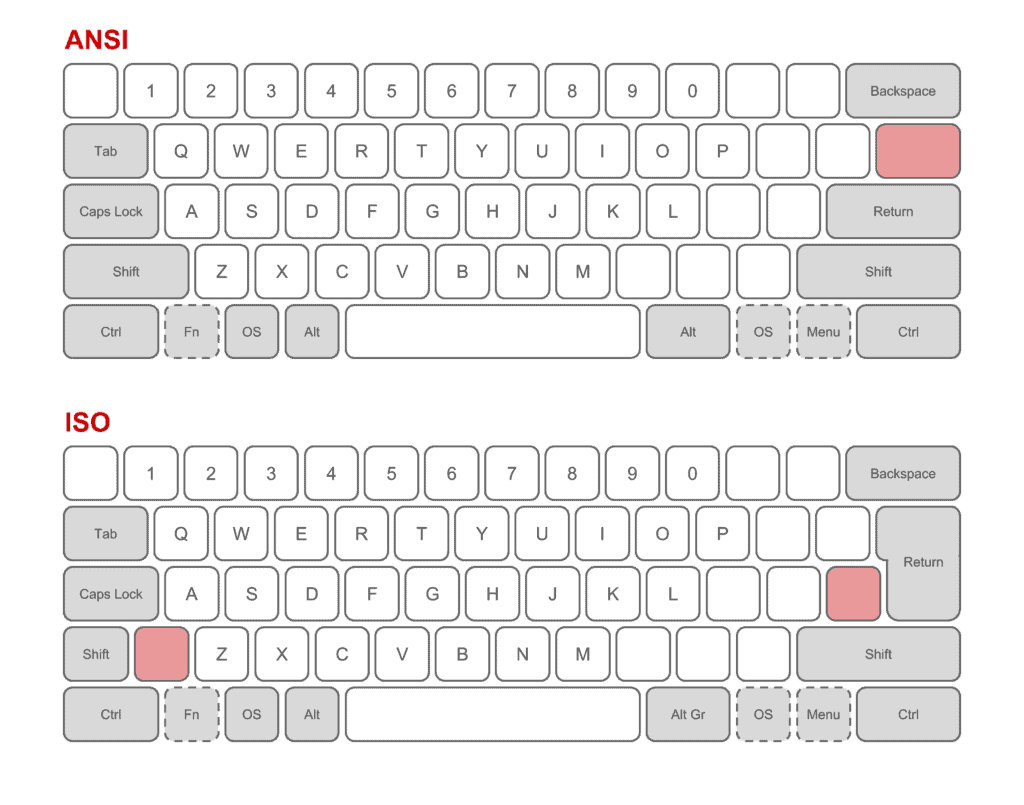 ANSI
1 2 3 4 5 6 7 8 9 0 Backspace
Tab Q W E R T Y U I O P
Caps Lock A S D F G H J K L Return
Shift Z X C V B N M Shift
Ctrl Fn OS Alt Alt OS Menu Ctrl
ISO
1 2 3 4 5 6 7 8 9 0 Backspace
Tab Q W E R T Y U I O P Return
Caps Lock A S D F G H J K L
Shift Z X C V B N M Shift
Ctrl Fn OS Alt Alt Gr OS Menu Ctrl